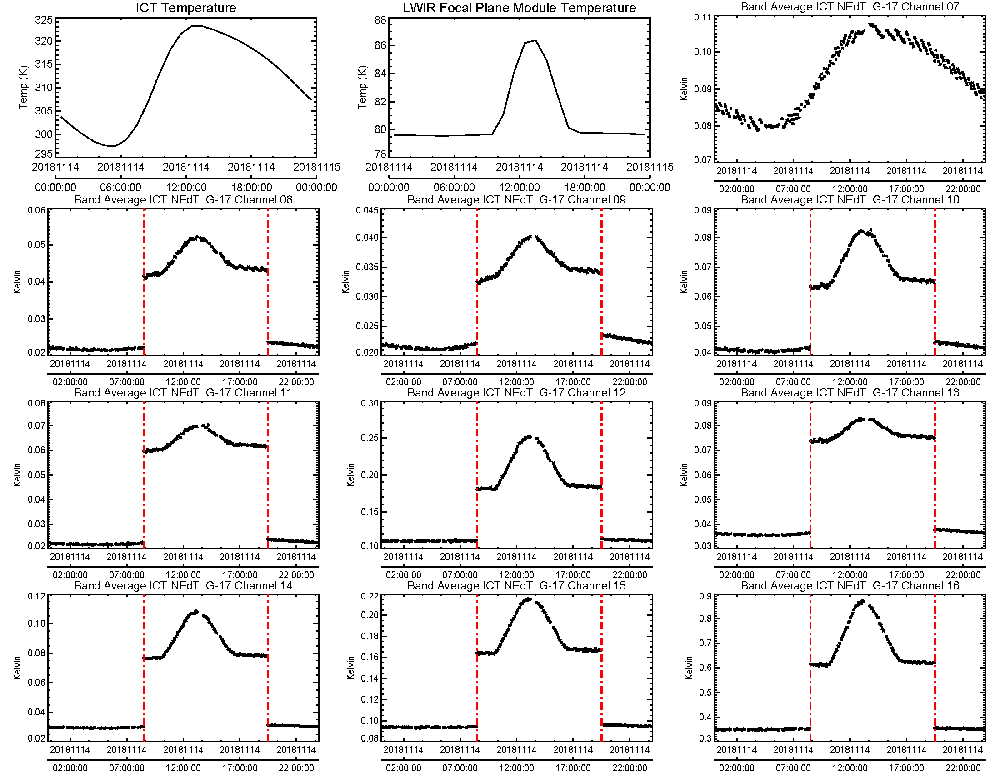 ICT Temperature
325
320
315
310
305
300
295
Temp (K)
20181114 20181114 20181114 20181114 20181115
00:00:00 06:00:00 12:00:00 18:00:00 00:00:00
LWIR Focal Plane Module Temperature
88
86
84
82
80
78
Temp (K)
20181114 20181114 20181114 20181114 20181115
00:00:00 06:00:00 12:00:00 18:00:00 00:00:00
Band Average ICT NEdT: G-17 Channel 07
0.11
0.10
0.09
0.08
0.07
Kelvin
20181114 20181114 20181114 20181114 20181114
02:00:00 07:00:00 12:00:00 17:00:00 22:00:00
Band Average ICT NEdT: G-17 Channel 08
0.06
0.05
0.04
0.03
0.02
Kelvin
20181114 20181114 20181114 20181114 20181114
02:00:00 07:00:00 12:00:00 17:00:00 22:00:00
Band Average ICT NEdT: G-17 Channel 09
0.045
0.040
0.035
0.030
0.025
0.020
Kelvin
20181114 20181114 20181114 20181114 20181114
02:00:00 07:00:00 12:00:00 17:00:00 22:00:00
Band Average ICT NEdT: G-17 Channel 10
0.09
0.08
0.07
0.06
0.05
0.04
Kelvin
20181114 20181114 20181114 20181114 20181114
02:00:00 07:00:00 12:00:00 17:00:00 22:00:00
Band Average ICT NEdT: G-17 Channel 11
0.08
0.07
0.06
0.05
0.04
0.03
0.02
Kelvin
20181114 20181114 20181114 20181114 20181114
02:00:00 07:00:00 12:00:00 17:00:00 22:00:00
Band Average ICT NEdT: G-17 Channel 12
0.30
0.25
0.20
0.15
0.10
Kelvin
20181114 20181114 20181114 20181114 20181114
02:00:00 07:00:00 12:00:00 17:00:00 22:00:00
Band Average ICT NEdT: G-17 Channel 13
0.09
0.08
0.07
0.06
0.05
0.04
0.03
Kelvin
20181114 20181114 20181114 20181114 20181114
02:00:00 07:00:00 12:00:00 17:00:00 22:00:00
Band Average ICT NEdT: G-17 Channel 14
0.12
0.10
0.08
0.06
0.04
0.02
Kelvin
20181114 20181114 20181114 20181114 20181114
02:00:00 07:00:00 12:00:00 17:00:00 22:00:00
Band Average ICT NEdT: G-17 Channel 15
0.22
0.20
0.18
0.16
0.14
0.12
0.10
0.08
Kelvin
20181114 20181114 20181114 20181114 20181114
02:00:00 07:00:00 12:00:00 17:00:00 22:00:00
Band Average ICT NEdT: G-17 Channel 16
0.9
0.8
0.7
0.6
0.5
0.4
0.3
Kelvin
20181114 20181114 20181114 20181114 20181114
02:00:00 07:00:00 12:00:00 17:00:00 22:00:00